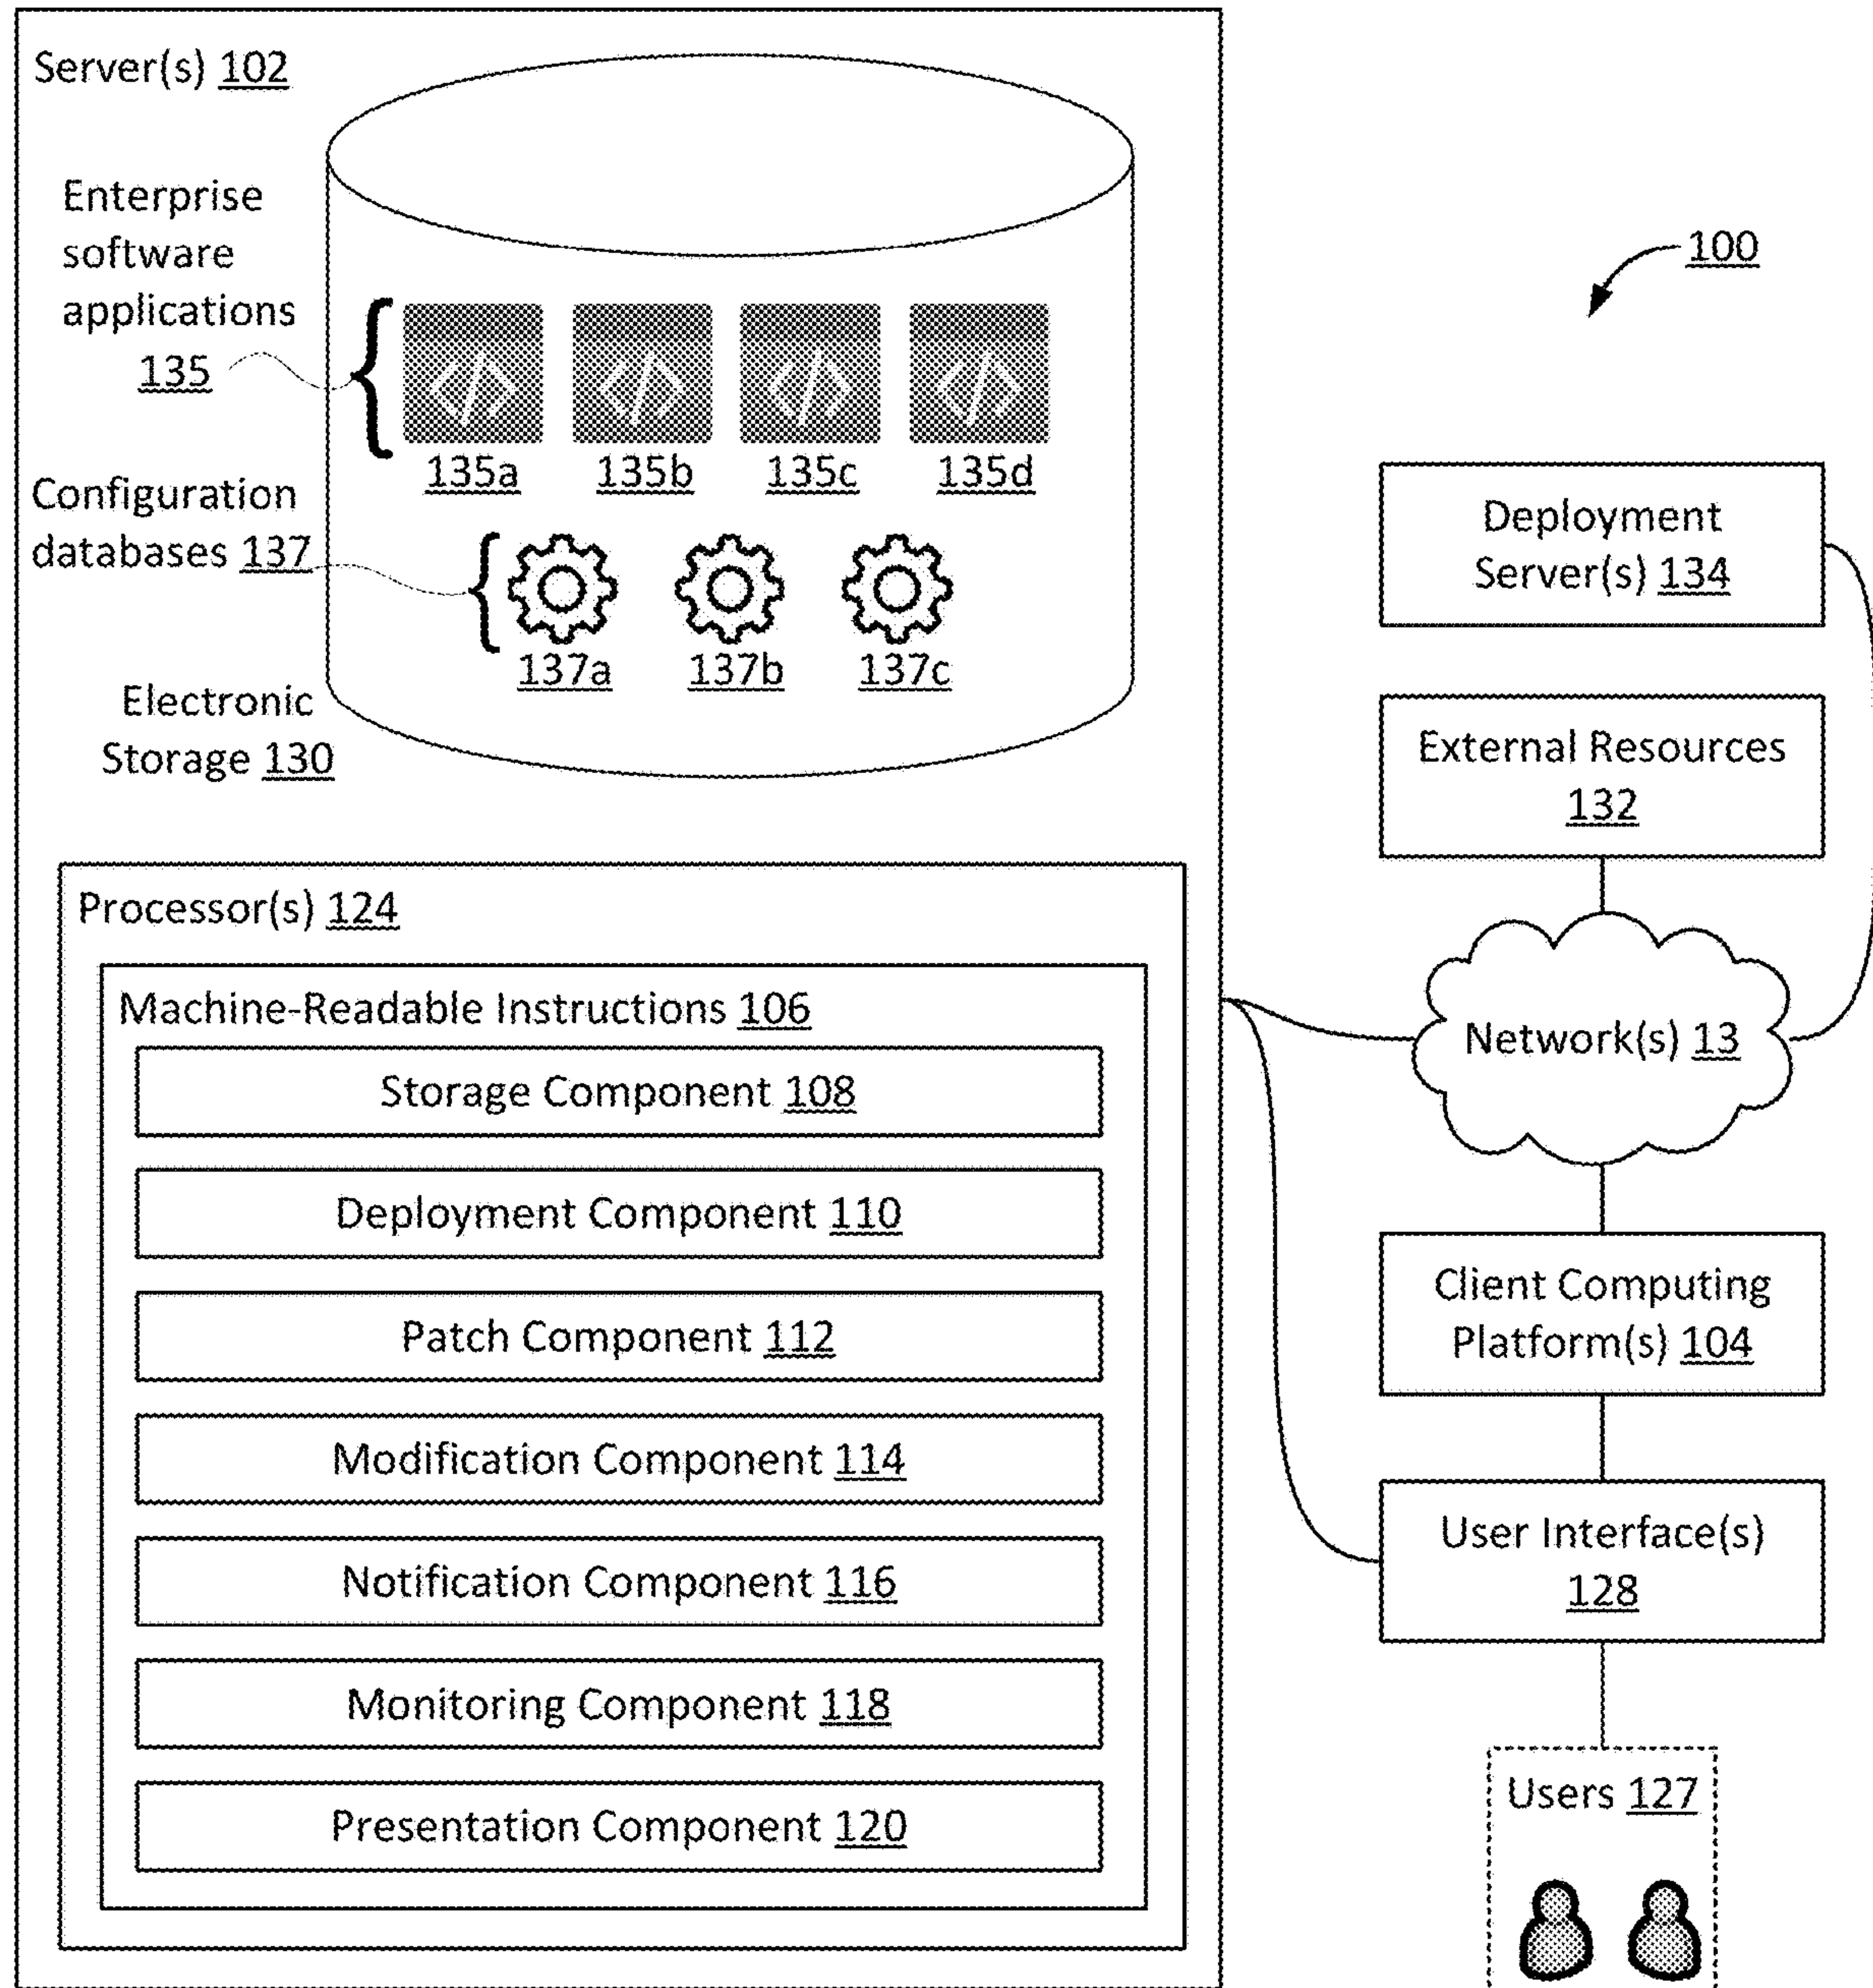 Server(s) 102
Enterprise
software
applications
135
135a 135b 135c 135d
Configuration
databases 137
137a 137b 137c
Electronic
Storage 130
Processor(s) 124
Machine-Readable Instructions 106
Storage Component 108
Deployment Component 110
Patch Component 112
Modification Component 114
Notification Component 116
Monitoring Component 118
Presentation Component 120
100
Deployment
Server(s) 134
External Resources
132
Network(s) 13
Client Computing
Platform(s) 104
User Interface(s)
128
Users 127